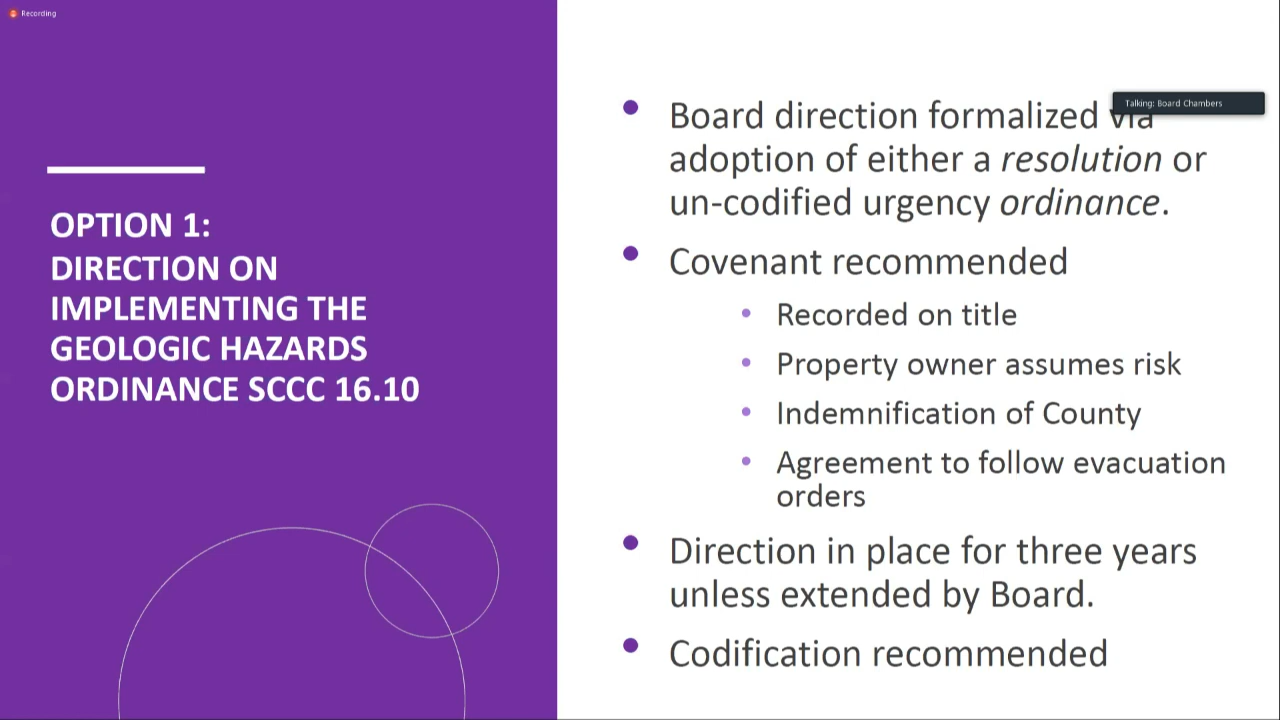 Recording
Talking: Board Chambers
OPTION 1:
DIRECTION ON
IMPLEMENTING THE
GEOLOGIC HAZARDS
ORDINANCE SCCC 16.10
Board direction formalized via
adoption of either a resolution or
un-codified urgency ordinance.
Covenant recommended
Recorded on title
Property owner assumes risk
Indemnification of County
Agreement to follow evacuation
orders
Direction in place for three years
unless extended by Board.
Codification recommended